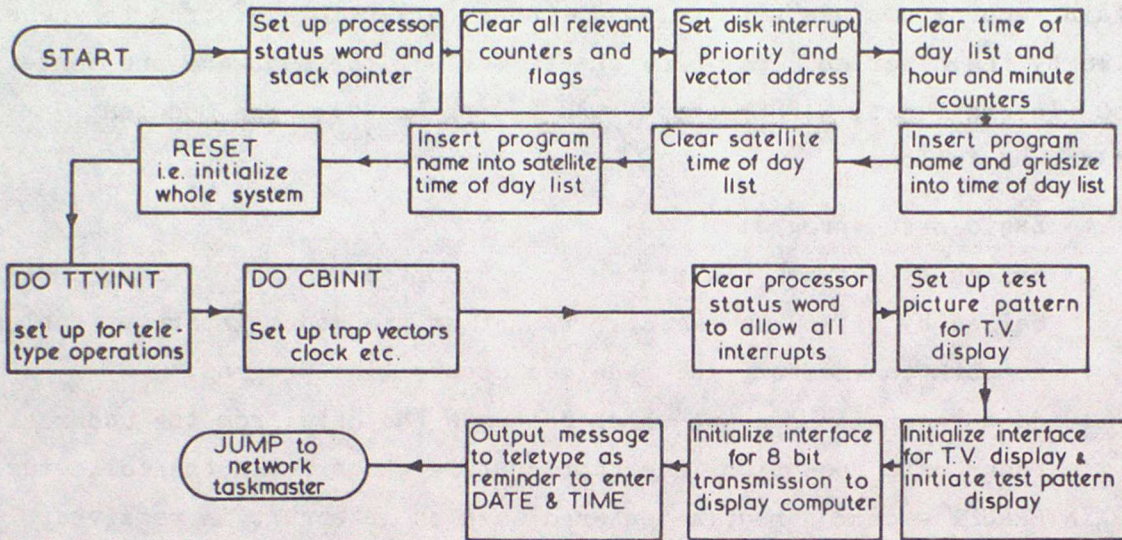 START
Set up processor
status word and
stack pointer
Clear all relevant
counters and
flags
Set disk interrupt
priority and
vector address
Clear time of
day list and
hour and minute
counters
Insert program
name and gridsize
into time of day list
Clear satellite
time of day
list
Insert program
name into satellite
time of day list
RESET
i.e. initialize
whole system
DO TTYINIT
set up for tele-
type operations
DO CBINIT
Set up trap vectors
clock etc.
Clear processor
status word
to allow all
interrupts
Set up test
picture pattern
for T.V.
display
Initialize interface
for T.V. display &
initiate test pattern
display
Initialize interface
for 8 bit
transmission to
display computer
Output message
to teletype as
reminder to enter
DATE & TIME
JUMP to
network
taskmaster